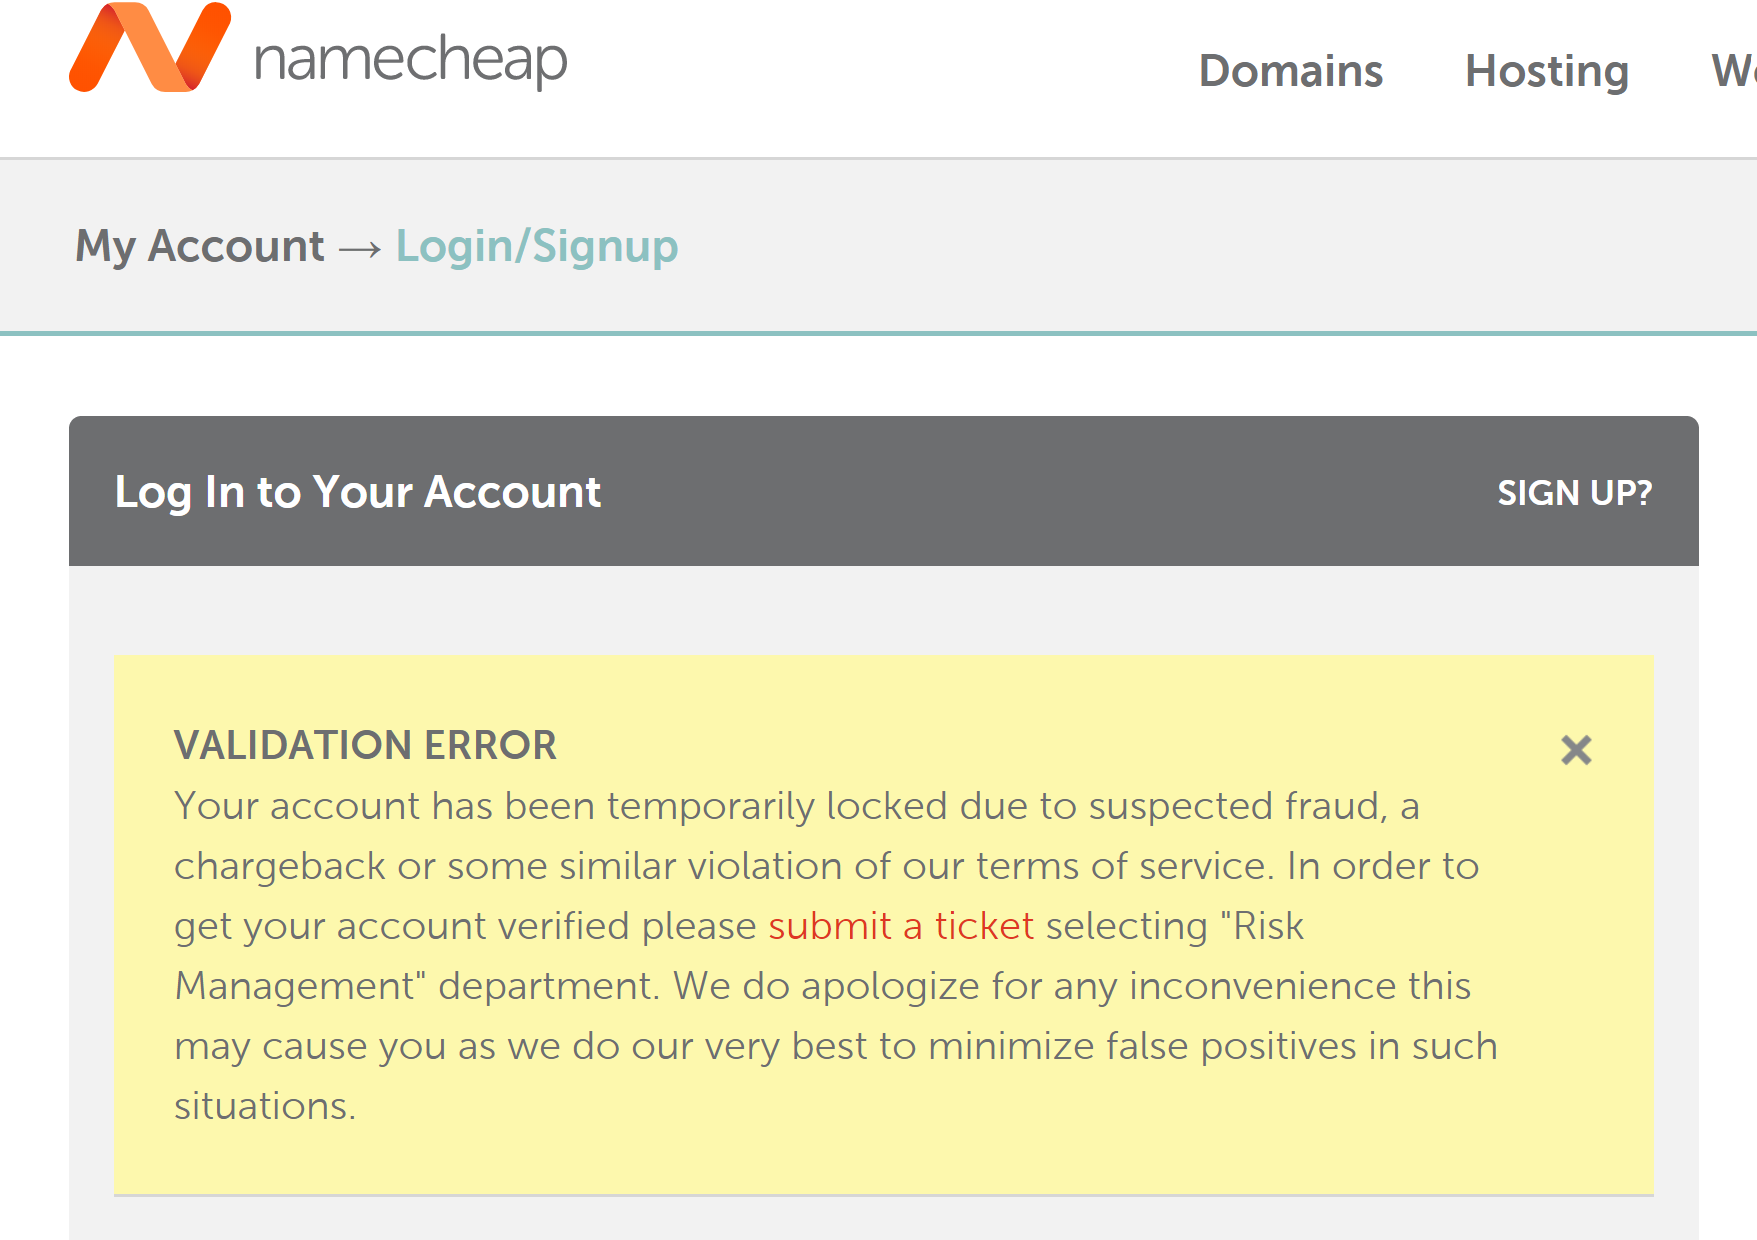 namecheap
Domains Hosting
My Account → Login/Signup
Log In to Your Account SIGN UP?
VALIDATION ERROR
Your account has been temporarily locked due to suspected fraud, a
chargeback or some similar violation of our terms of service. In order to
get your account verified please submit a ticket selecting "Risk
Management" department. We do apologize for any inconvenience this
may cause you as we do our very best to minimize false positives in such
situations.